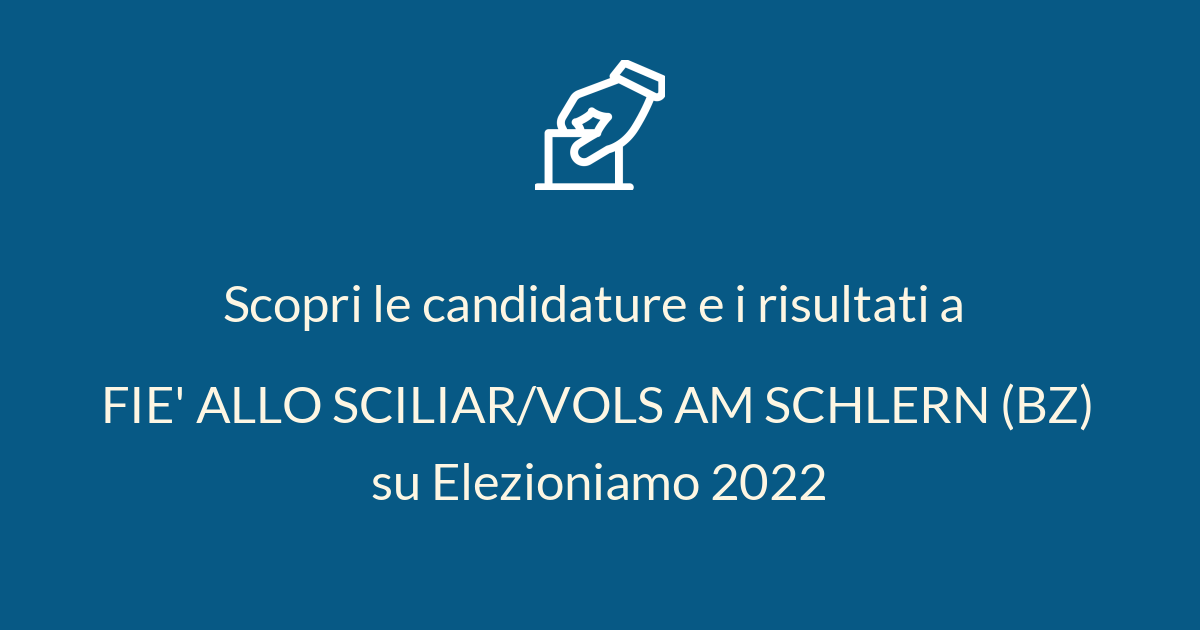 Scopri le candidature e i risultati a
FIE' ALLO SCILIAR/VOLS AM SCHLERN (BZ)
su Elezioniamo 2022